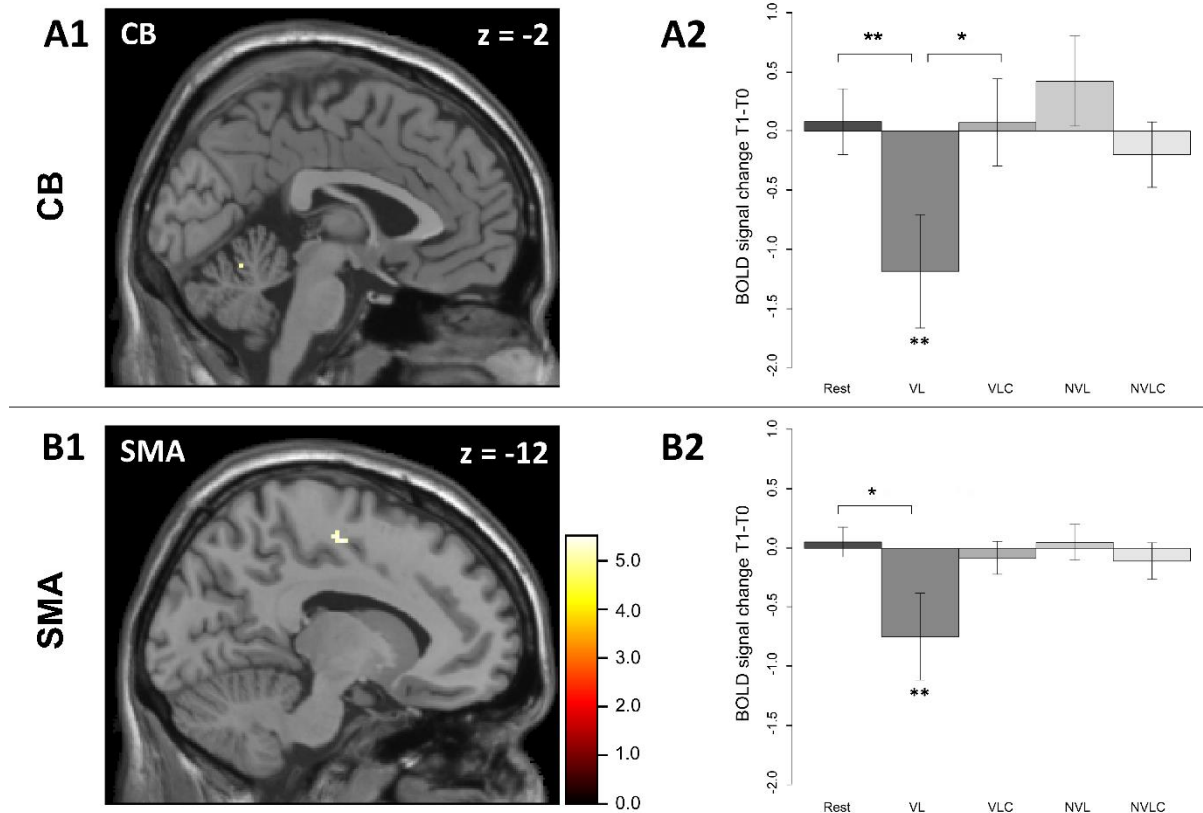 A1
CB
z = -2
CB
A2
BOLD signal change T1-T0
1.0
0.5
0.0
-0.5
-1.0
-1.5
-2.0
**
*
**
Rest VL VLC NVL NVLC
B1
SMA
z = -12
SMA
5.0
4.0
3.0
2.0
1.0
0.0
B2
BOLD signal change T1-T0
1.0
0.5
0.0
-0.5
-1.0
-1.5
-2.0
*
**
Rest VL VLC NVL NVLC